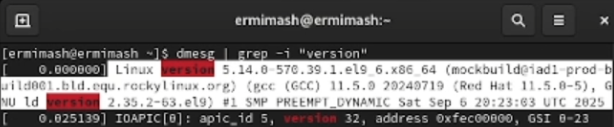 ermimash@ermimash:~
[ermimash@ermimash ~]$ dmesg | grep -i "version"
[    0.000000] Linux version 5.14.0-570.39.1.el9_6.x86_64 (mockbuild@iad1-prod-b
uild001.bld.equ.rockylinux.org) (gcc (GCC) 11.5.0 20240719 (Red Hat 11.5.0-5), G
NU ld version 2.35.2-63.el9) #1 SMP PREEMPT_DYNAMIC Sat Sep 6 20:23:03 UTC 2025
[    0.025139] IOAPIC[0]: apic_id 5, version 32, address 0xfec00000, GSI 0-23